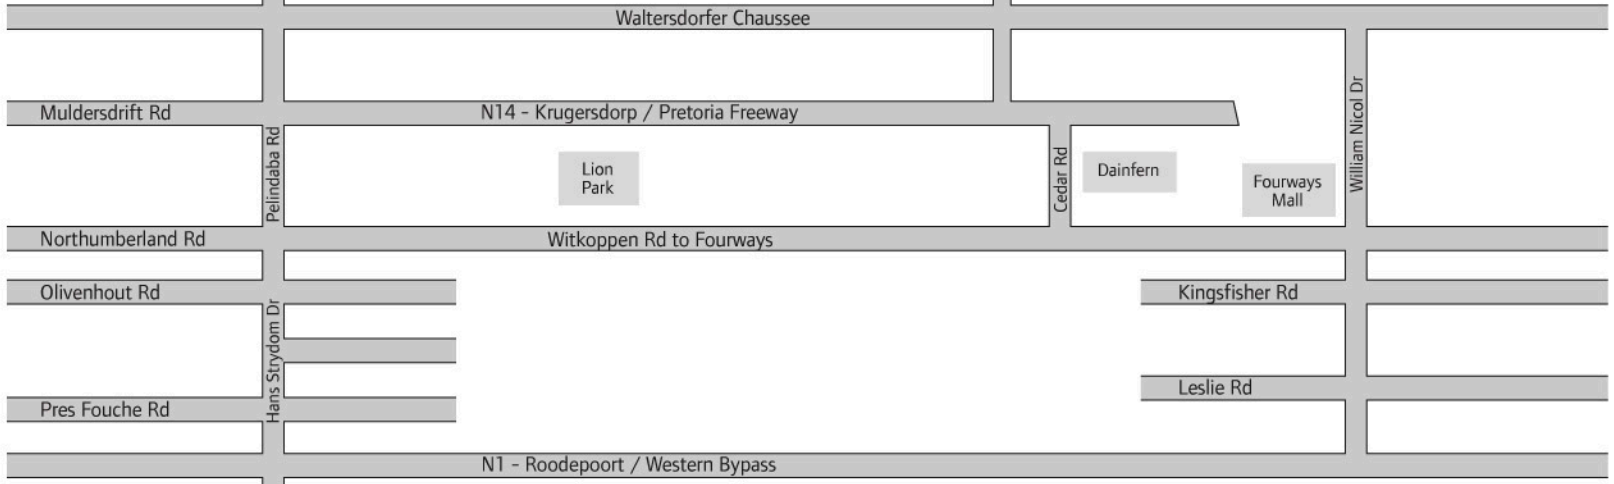 Waltersdorfer Chaussee
Muldersdrift Rd
N14 - Krugersdorp / Pretoria Freeway
William Nicol Dr
Pelindaba Rd
Lion
Park
Cedar Rd
Dainfern
Fourways
Mall
Northumberland Rd
Witkoppen Rd to Fourways
Olivenhout Rd
Kingsfisher Rd
Hans Strydom Dr
Leslie Rd
Pres Fouche Rd
N1 - Roodepoort / Western Bypass